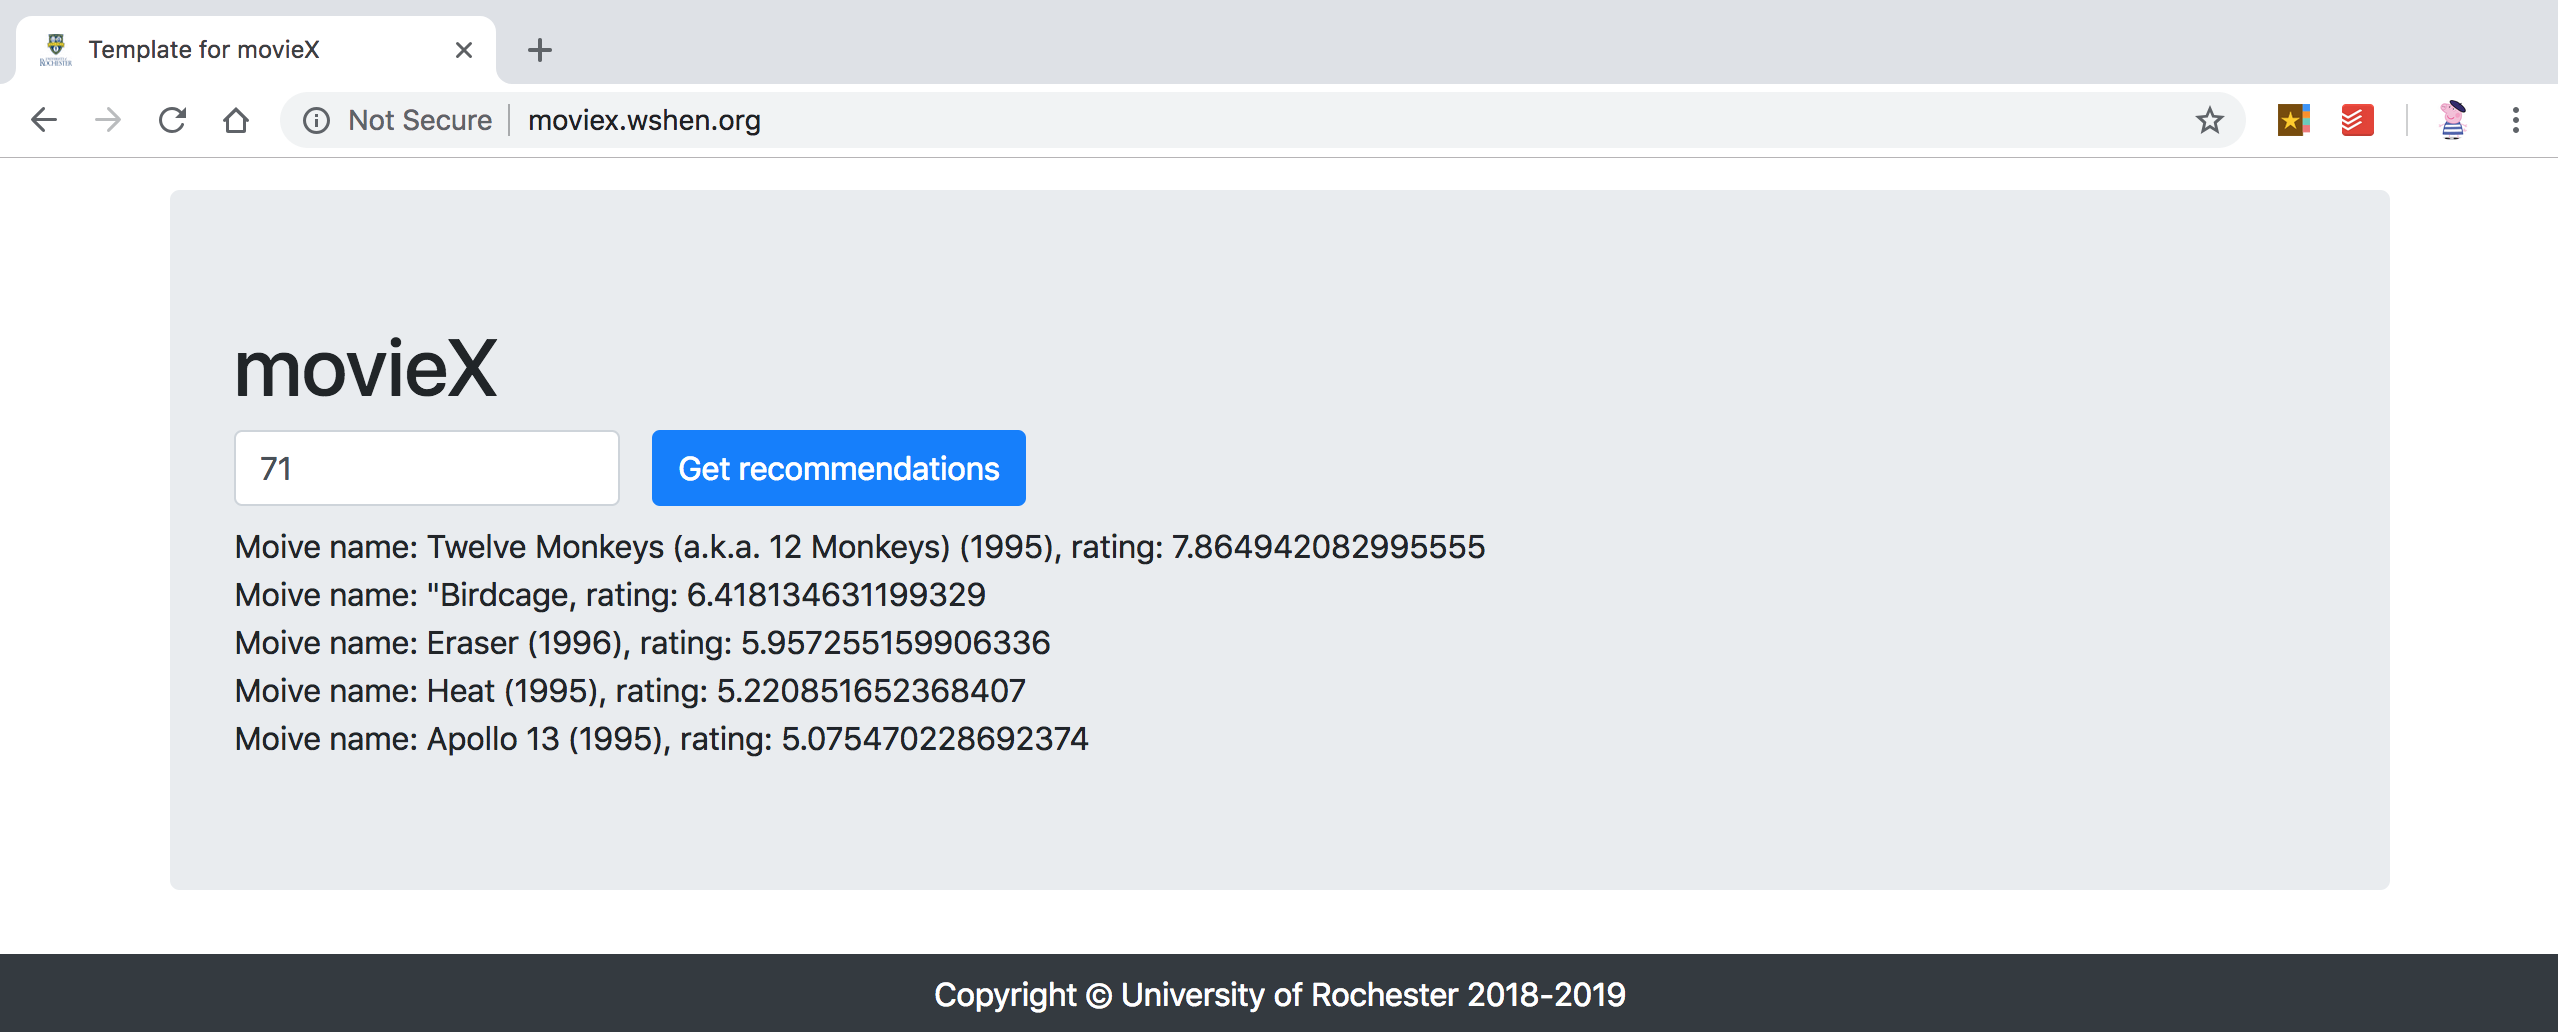 Template for movieX
Not Secure moviex.wshen.org
movieX
71 Get recommendations
Moive name: Twelve Monkeys (a.k.a. 12 Monkeys) (1995), rating: 7.864942082995555
Moive name: "Birdcage, rating: 6.418134631199329
Moive name: Eraser (1996), rating: 5.957255159906336
Moive name: Heat (1995), rating: 5.220851652368407
Moive name: Apollo 13 (1995), rating: 5.075470228692374
Copyright © University of Rochester 2018-2019